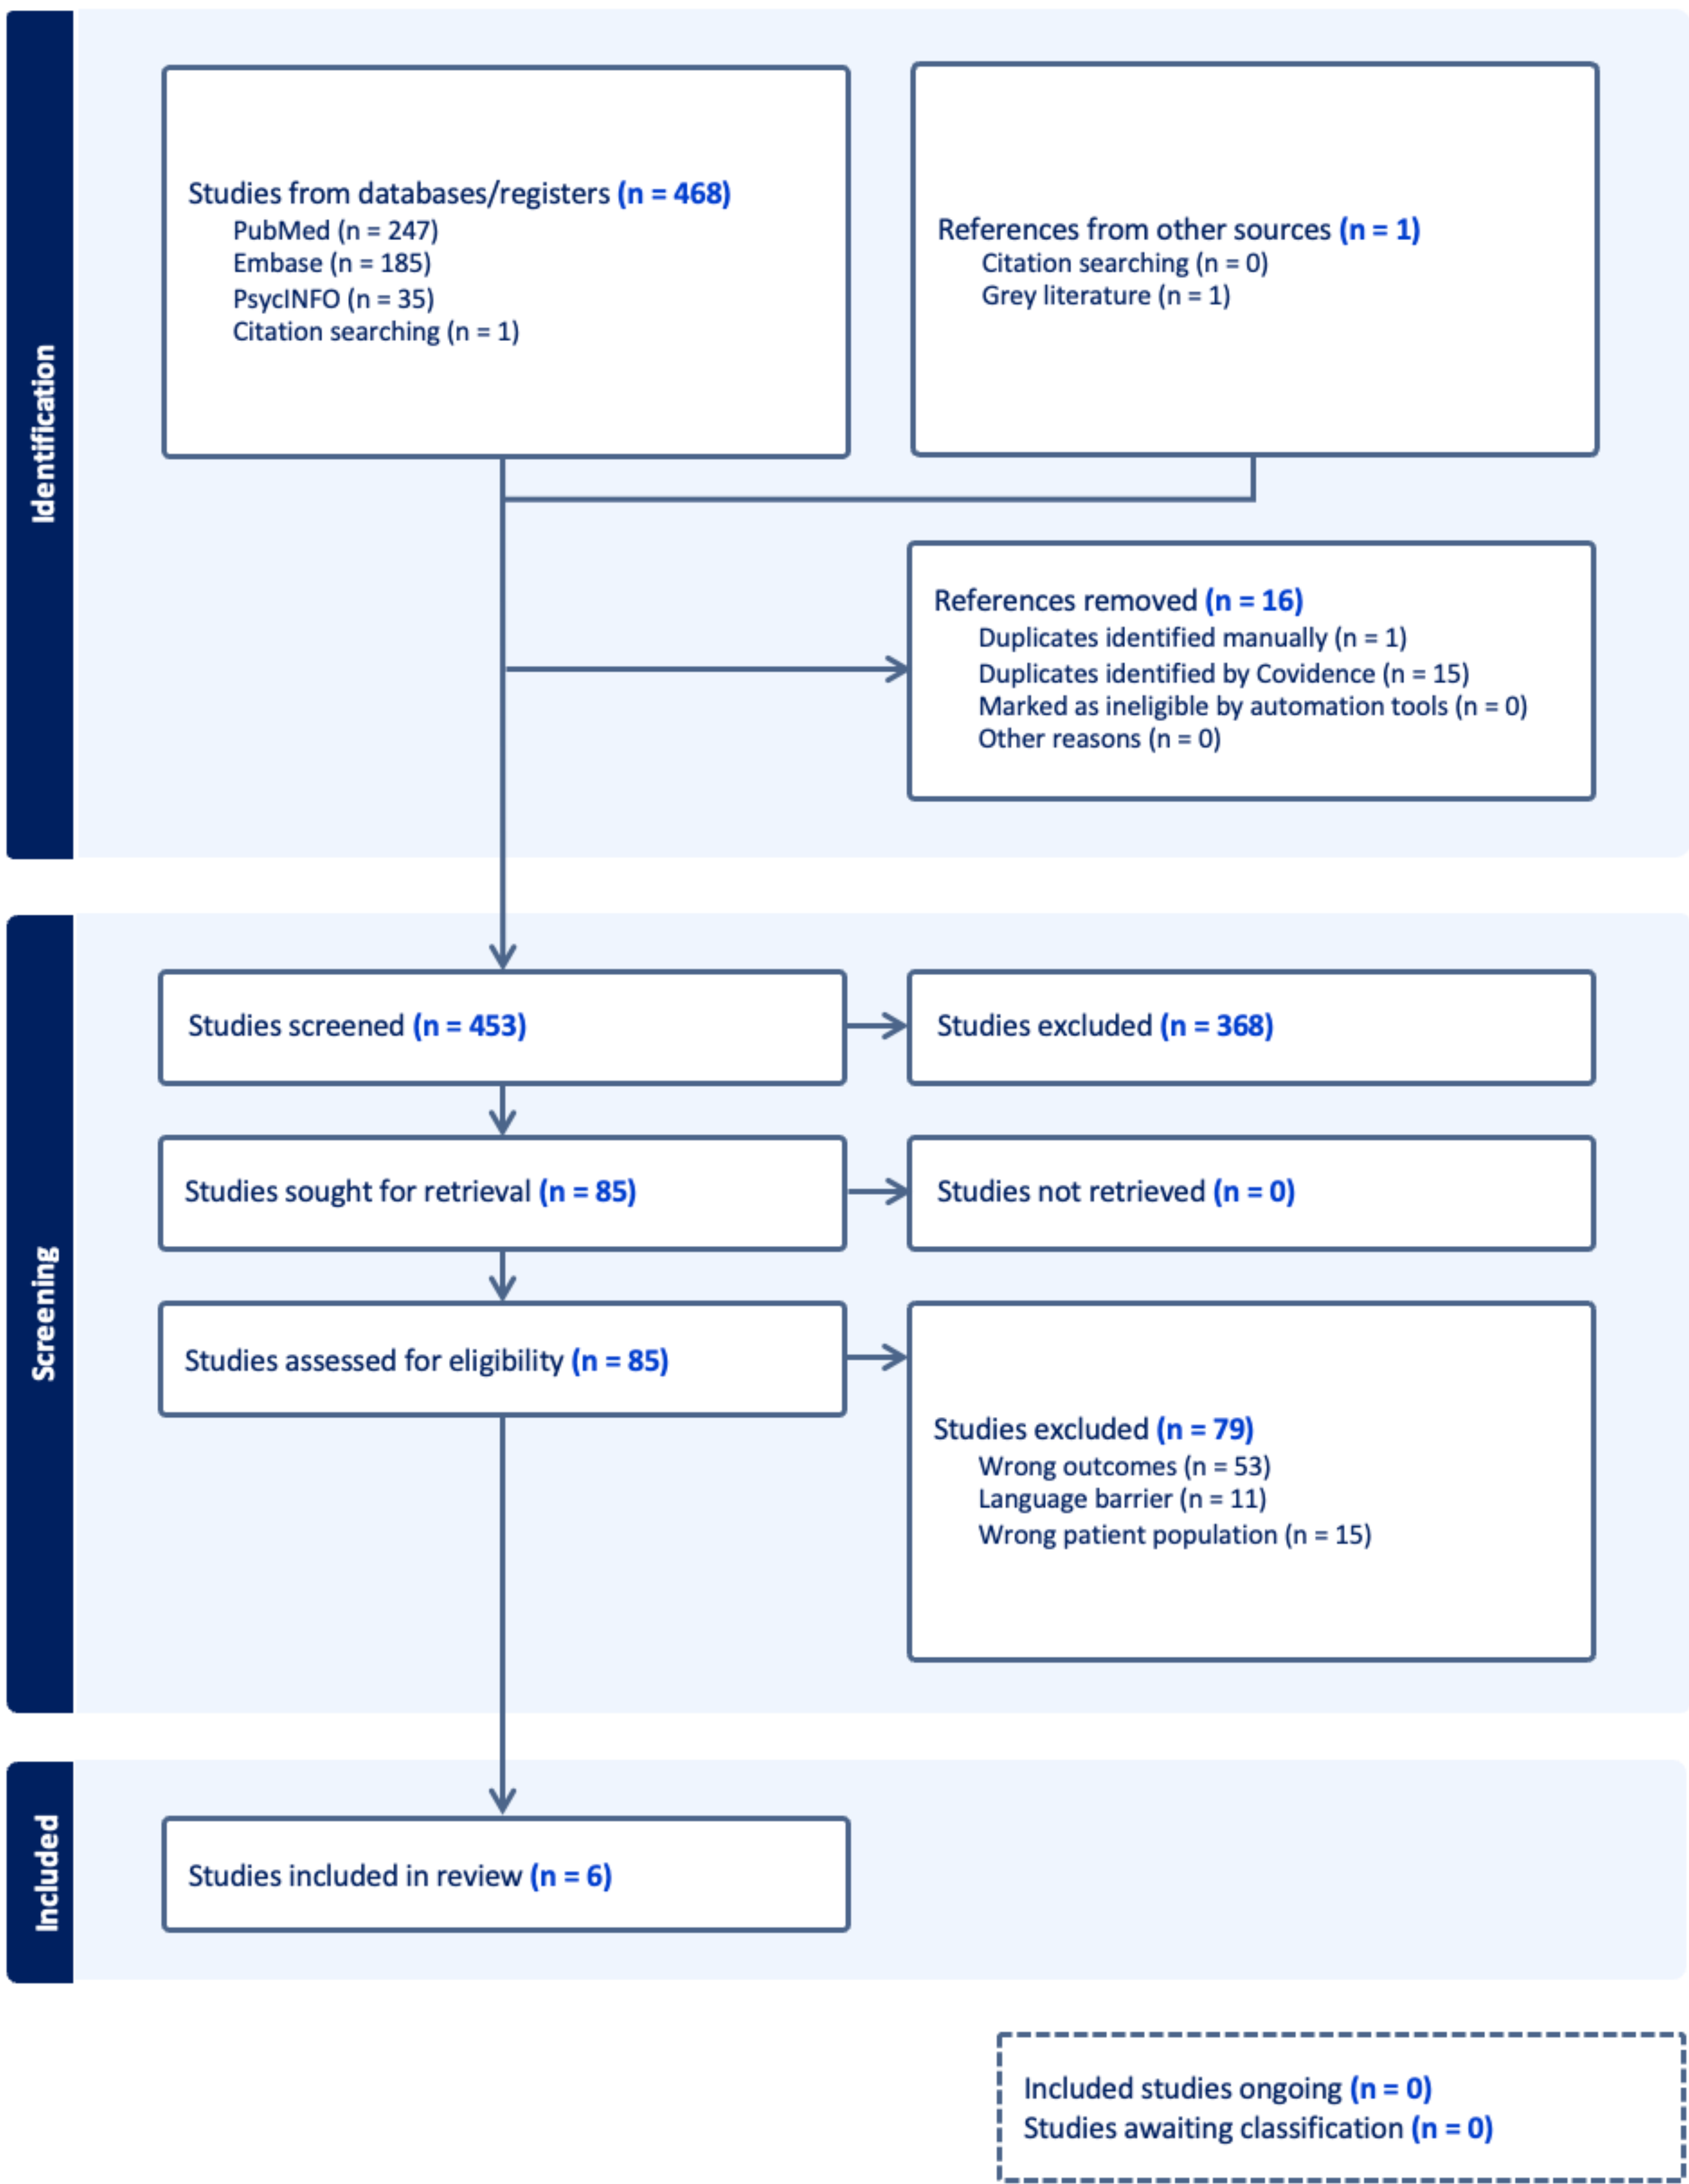 Identification
Studies from databases/registers (n = 468)
PubMed (n = 247)
Embase (n = 185)
PsycINFO (n = 35)
Citation searching (n = 1)
References from other sources (n = 1)
Citation searching (n = 0)
Grey literature (n = 1)
References removed (n = 16)
Duplicates identified manually (n = 1)
Duplicates identified by Covidence (n = 15)
Marked as ineligible by automation tools (n = 0)
Other reasons (n = 0)
Screening
Studies screened (n = 453)
Studies excluded (n = 368)
Studies sought for retrieval (n = 85)
Studies not retrieved (n = 0)
Studies assessed for eligibility (n = 85)
Studies excluded (n = 79)
Wrong outcomes (n = 53)
Language barrier (n = 11)
Wrong patient population (n = 15)
Included
Studies included in review (n = 6)
Included studies ongoing (n = 0)
Studies awaiting classification (n = 0)